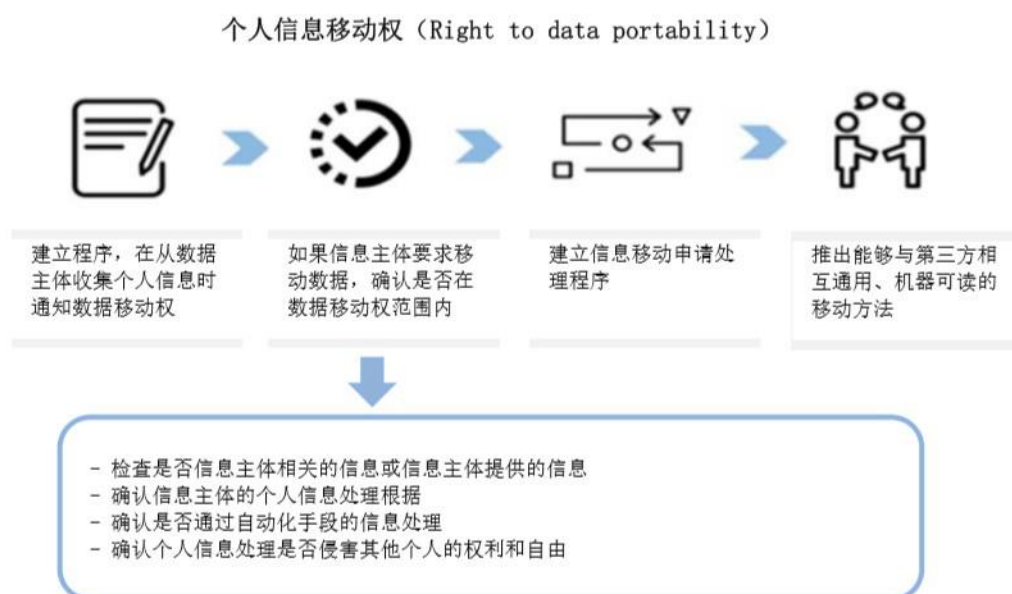 个人信息移动权（Right to data portability）
建立程序，在从数据
主体收集个人信息时
通知数据移动权
如果信息主体要求移
动数据，确认是否在
数据移动权范围内
建立信息移动申请处
理程序
推出能够与第三方相
互通用、机器可读的
移动方法
- 检查是否信息主体相关的信息或信息主体提供的信息
- 确认信息主体的个人信息处理根据
- 确认是否通过自动化手段的信息处理
- 确认个人信息处理是否侵害其他个人的权利和自由